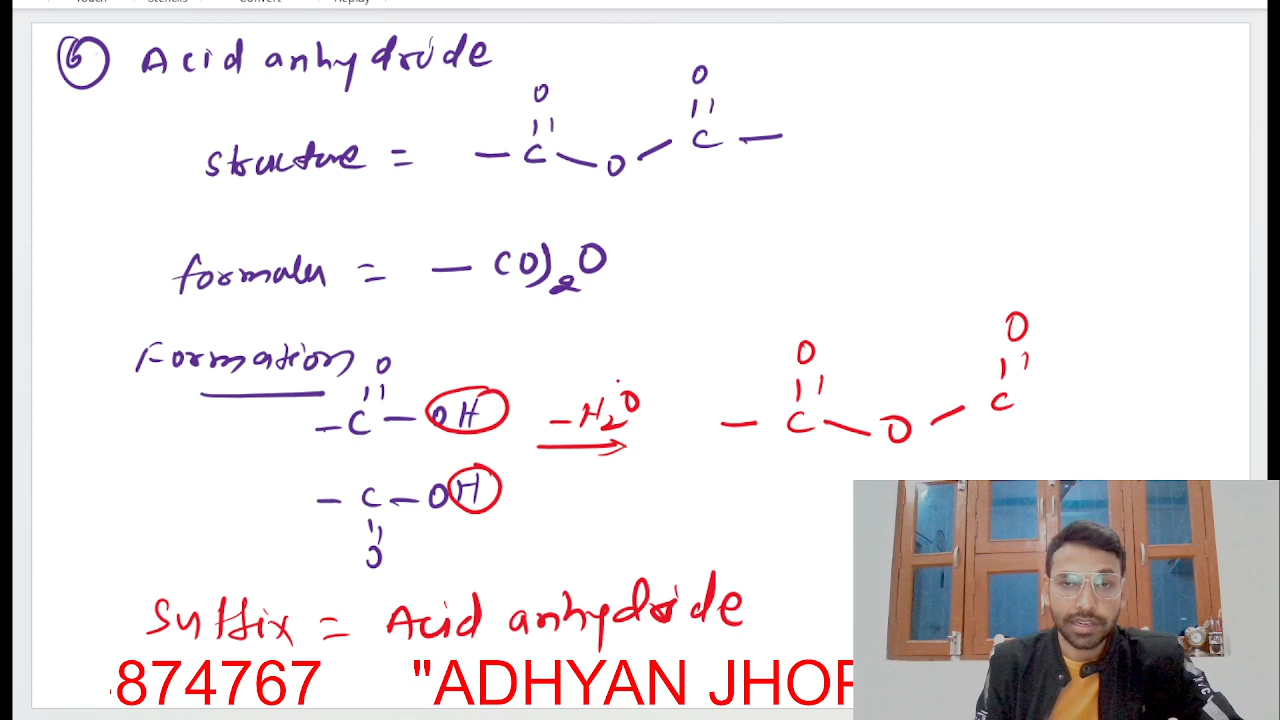 6 Acid anhydride
O O
structure = - C - O - C -
formula = - CO)2O
Formation
O O O
- C - OH -H2O - C - O - C
- C - OH
O
Suffix = Acid anhydride
874767 "ADHYAN JHOR